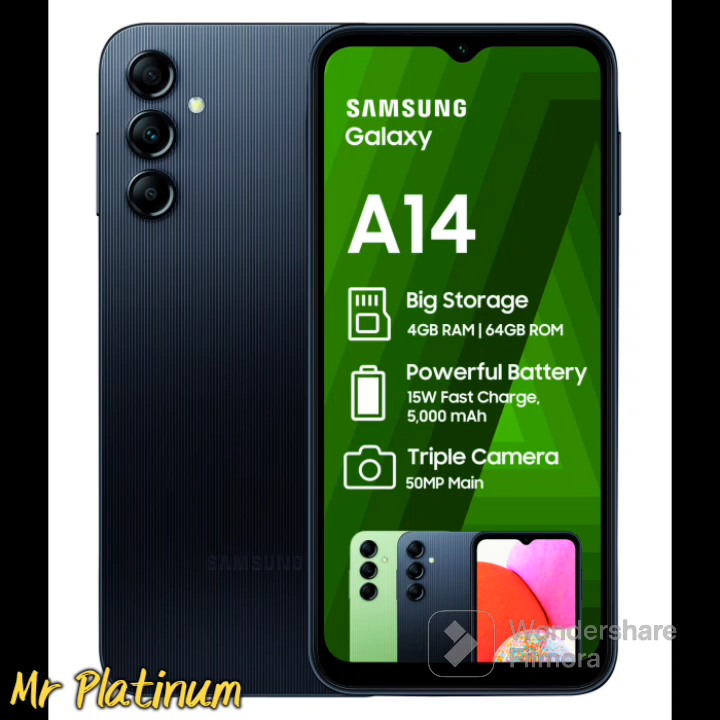 SAMSUNG
Galaxy
A14
Big Storage
4GB RAM | 64GB ROM
Powerful Battery
15W Fast Charge,
5,000 mAh
Triple Camera
50MP Main
SAMSUNG
Wondershare
Filmora
Mr Platinum